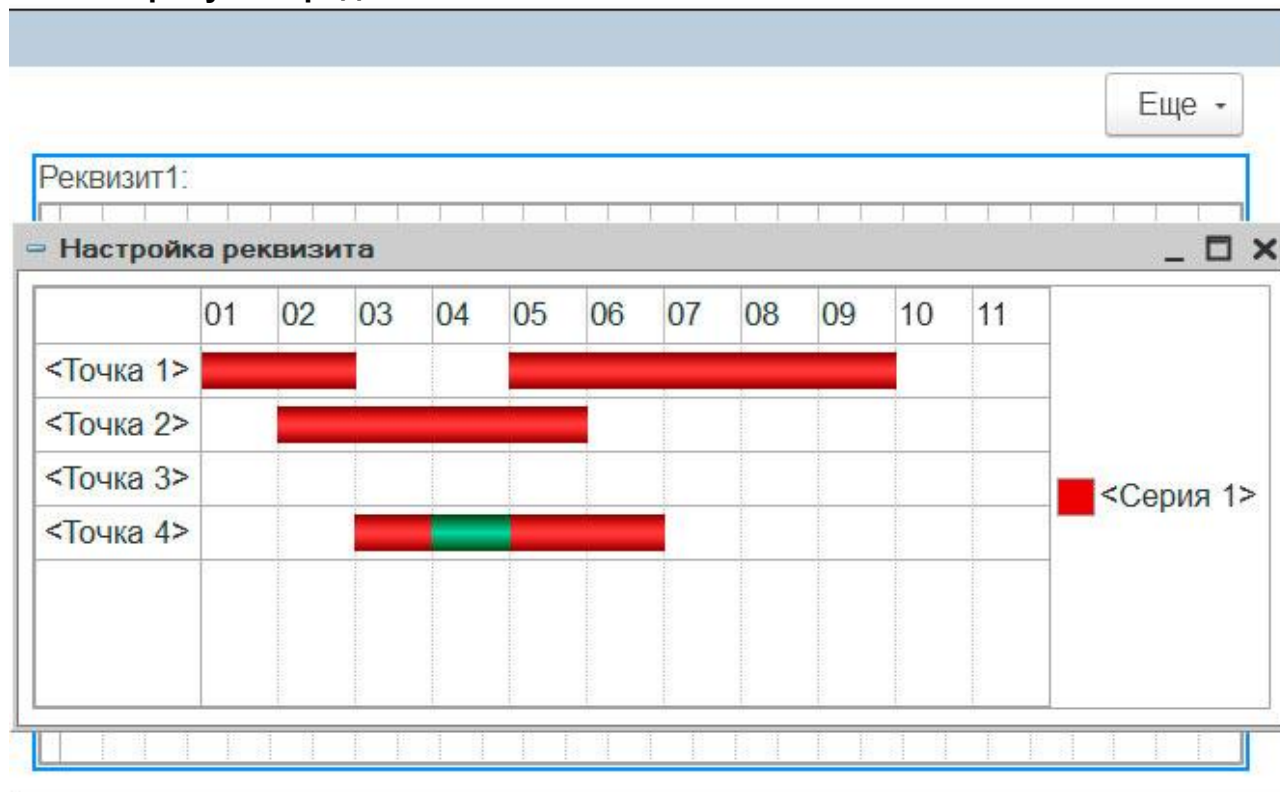 Еще
Реквизит1:
Настройка реквизита
01 02 03 04 05 06 07 08 09 10 11
<Точка 1>
<Точка 2>
<Точка 3>
<Серия 1>
<Точка 4>